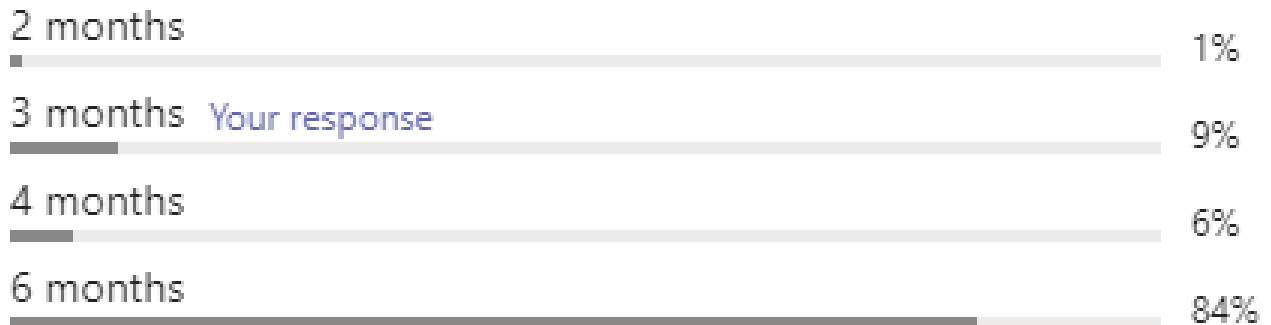 2 months
1%
3 months Your response
9%
4 months
6%
6 months
84%